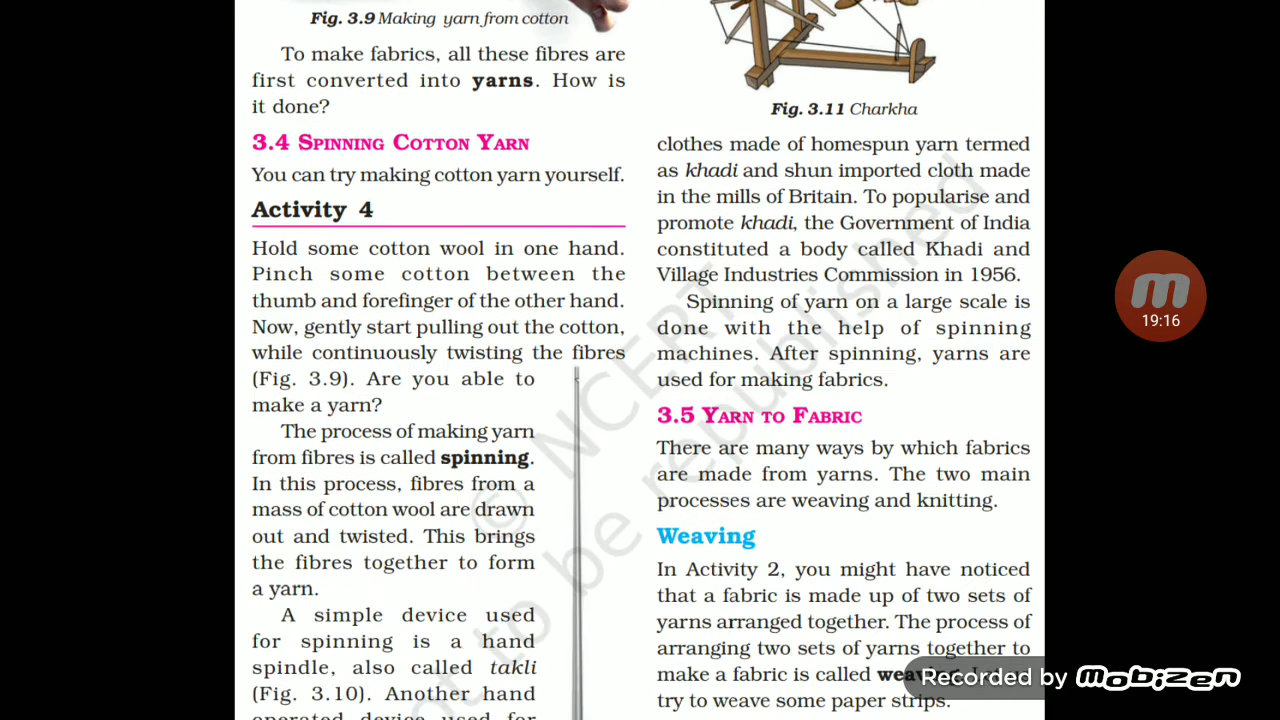 Fig. 3.9 Making yarn from cotton
To make fabrics, all these fibres are
first converted into yarns. How is
it done?
3.4 SPINNING COTTON YARN
You can try making cotton yarn yourself.
Activity 4
Hold some cotton wool in one hand.
Pinch some cotton between the
thumb and forefinger of the other hand.
Now, gently start pulling out the cotton,
while continuously twisting the fibres
(Fig. 3.9). Are you able to
make a yarn?
The process of making yarn
from fibres is called spinning.
In this process, fibres from a
mass of cotton wool are drawn
out and twisted. This brings
the fibres together to form
a yarn.
A simple device used
for spinning is a hand
spindle, also called takli
(Fig. 3.10). Another hand
operated device used for
Fig. 3.11 Charkha
clothes made of homespun yarn termed
as khadi and shun imported cloth made
in the mills of Britain. To popularise and
promote khadi, the Government of India
constituted a body called Khadi and
Village Industries Commission in 1956.
Spinning of yarn on a large scale is
done with the help of spinning
machines. After spinning, yarns are
used for making fabrics.
3.5 YARN TO FABRIC
There are many ways by which fabrics
are made from yarns. The two main
processes are weaving and knitting.
Weaving
In Activity 2, you might have noticed
that a fabric is made up of two sets of
yarns arranged together. The process of
arranging two sets of yarns together to
make a fabric is called
try to weave some paper strips.
© NCERT
not to be republished
19:16
Recorded by MOBIZEN